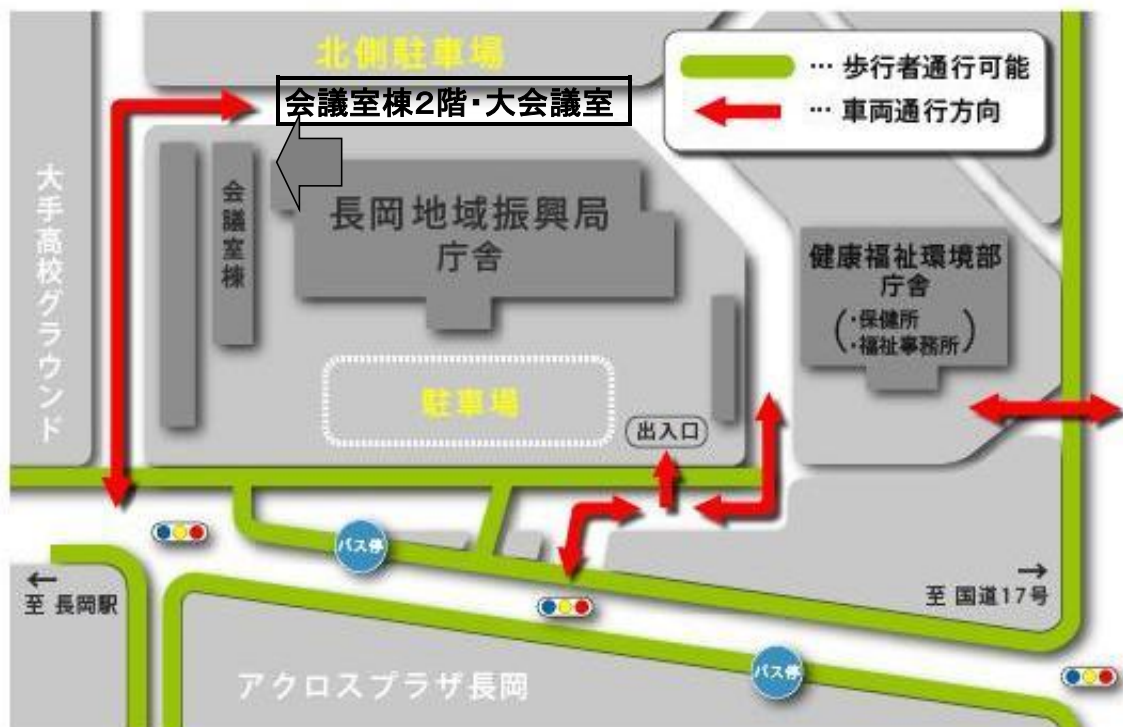 北側駐車場
会議室棟2階・大会議室
… 歩行者通行可能
… 車両通行方向
大手高校グラウンド
会議室棟
長岡地域振興局
庁舎
健康福祉環境部
庁舎
(・保健所
・福祉事務所)
駐車場
出入口
バス停
←
至 長岡駅
→
至 国道17号
バス停
アクロスプラザ長岡